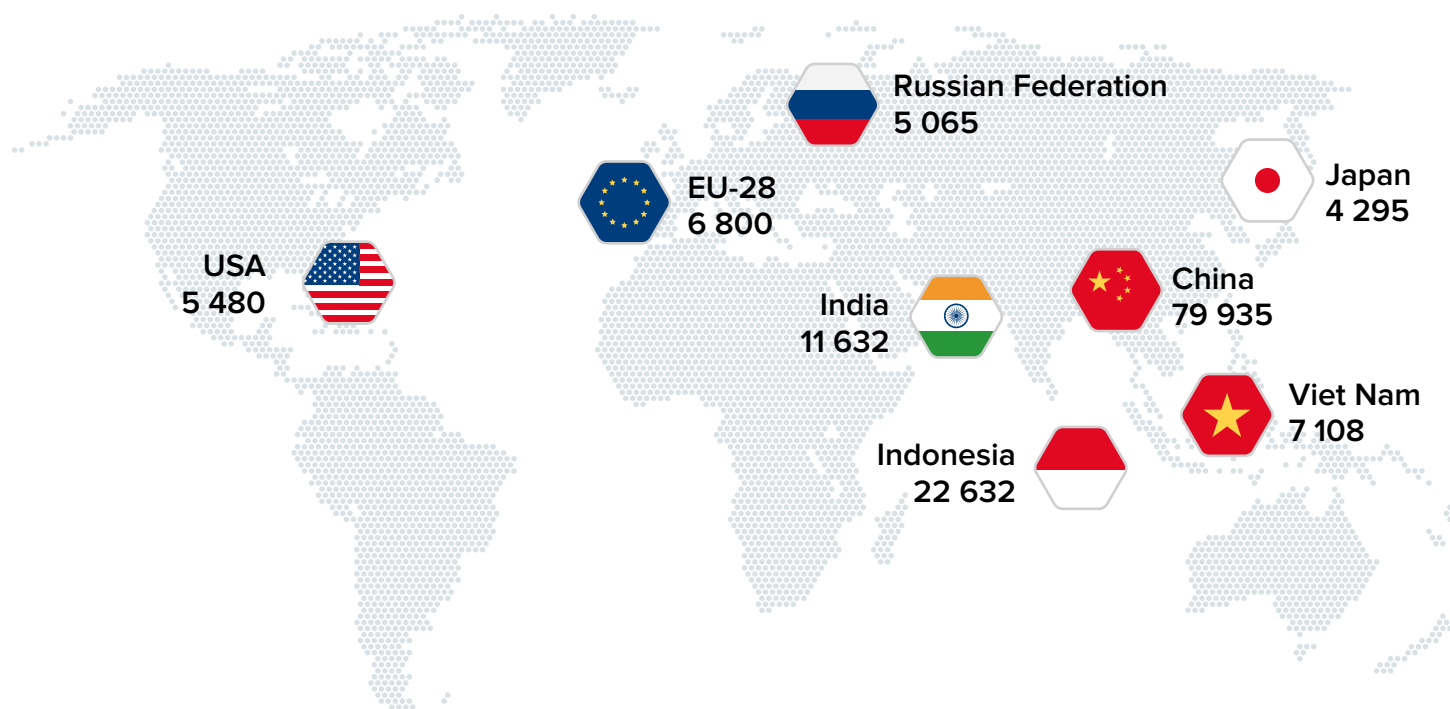 Russian Federation
5 065
EU-28
6 800
Japan
4 295
USA
5 480
China
79 935
India
11 632
Viet Nam
7 108
Indonesia
22 632